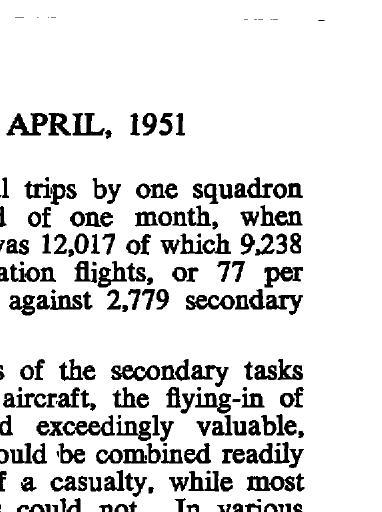 APRIL, 1951
trips by one squadron
of one month, when
was 12,017 of which 9,238
ation flights, or 77 per
against 2,779 secondary
of the secondary tasks
aircraft, the flying-in of
exceedingly valuable,
ould be combined readily
a casualty, while most
could not. In various